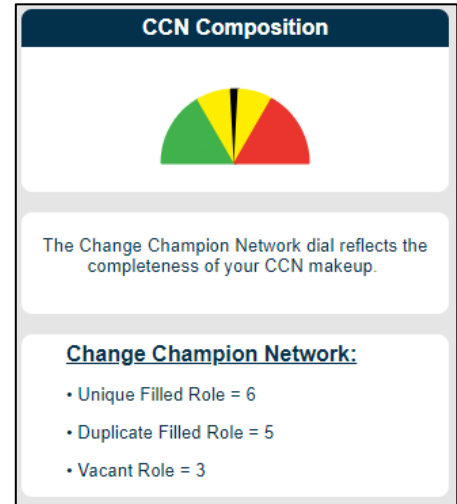 CCN Composition
The Change Champion Network dial reflects the
completeness of your CCN makeup.
Change Champion Network:
• Unique Filled Role = 6
• Duplicate Filled Role = 5
• Vacant Role = 3